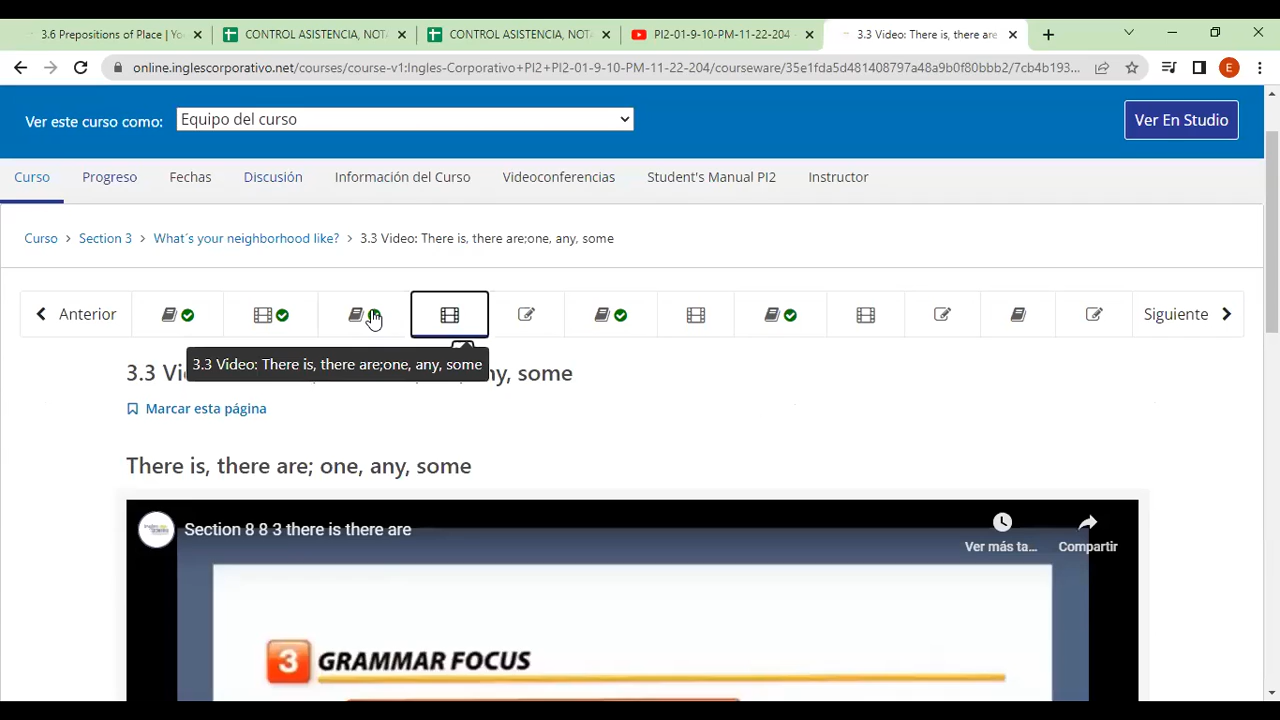 3.6 Prepositions of Place | Yo
CONTROL ASISTENCIA, NOTA
CONTROL ASISTENCIA, NOTA
PI2-01-9-10-PM-11-22-204
3.3 Video: There is, there are
online.inglescorporativo.net/courses/course-v1:Ingles-Corporativo+PI2+PI2-01-9-10-PM-11-22-204/courseware/35e1fda5d481408797a48a9b0f80bbb2/7cb4b193...
E
Ver este curso como:
Equipo del curso
Ver En Studio
Curso
Progreso
Fechas
Discusión
Información del Curso
Videoconferencias
Student's Manual PI2
Instructor
Curso > Section 3 > What´s your neighborhood like? > 3.3 Video: There is, there are;one, any, some
Anterior
Siguiente
3.3 Video: There is, there are;one, any, some
3.3 Vi ny, some
Marcar esta página
There is, there are; one, any, some
Section 8 8 3 there is there are
Ver más ta...
Compartir
3 GRAMMAR FOCUS